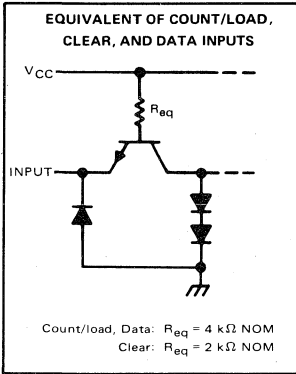 EQUIVALENT OF COUNT/LOAD,
CLEAR, AND DATA INPUTS
VCC
Req
INPUT
Count/load, Data: Req = 4 kΩ NOM
Clear: Req = 2 kΩ NOM